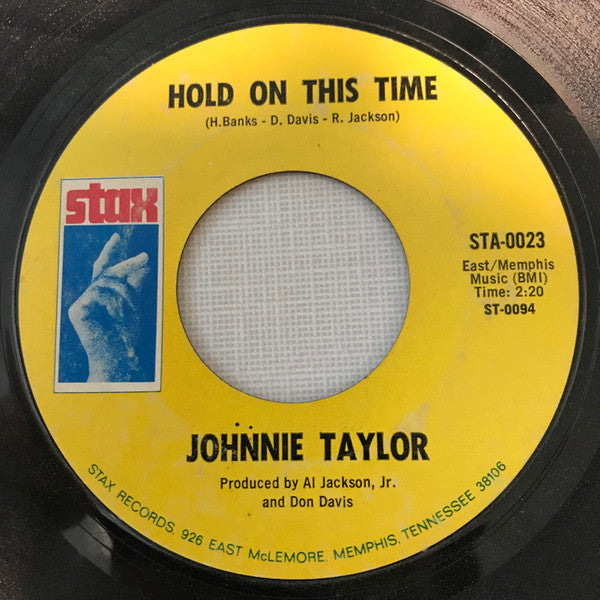 HOLD ON THIS TIME
(H.Banks - D. Davis - R. Jackson)
stax
STA-0023
East/Memphis
Music (BMI)
Time: 2:20
ST-0094
JOHNNIE TAYLOR
Produced by Al Jackson, Jr.
and Don Davis
STAX RECORDS, 926 EAST McLEMORE, MEMPHIS, TENNESSEE 38106